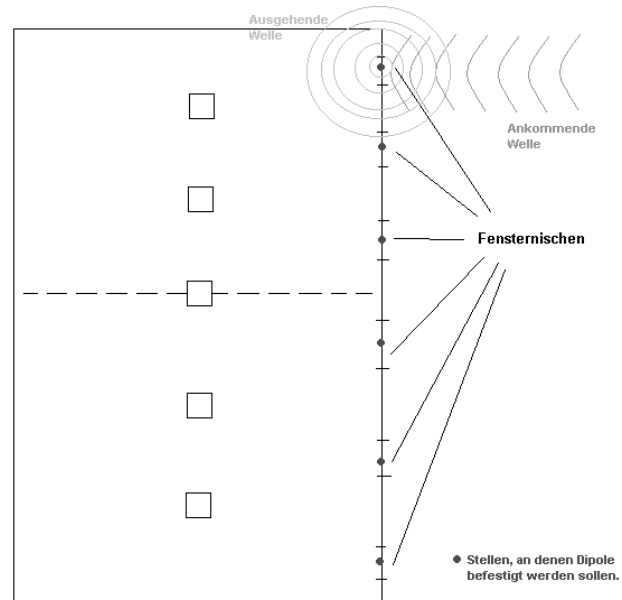 Ausgehende
Welle
Ankommende
Welle
Fensternischen
Stellen, an denen Dipole
befestigt werden sollen.